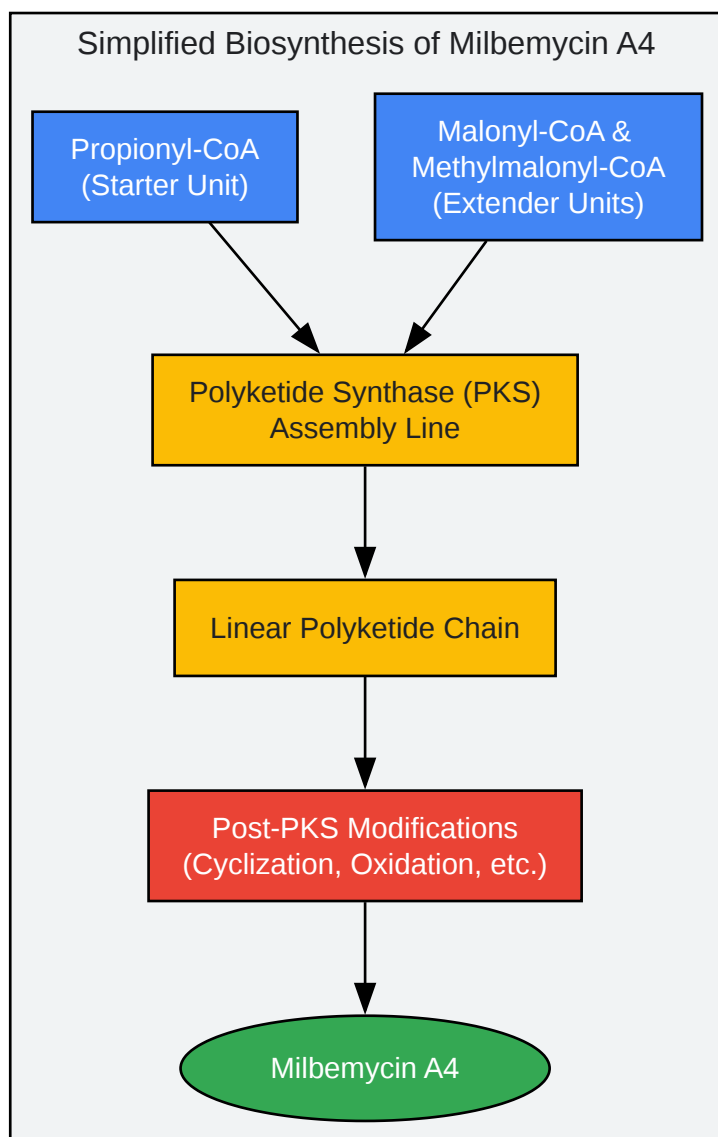 Simplified Biosynthesis of Milbemycin A4
Propionyl-CoA
(Starter Unit)
Malonyl-CoA &
Methylmalonyl-CoA
(Extender Units)
Polyketide Synthase (PKS)
Assembly Line
Linear Polyketide Chain
Post-PKS Modifications
(Cyclization, Oxidation, etc.)
Milbemycin A4